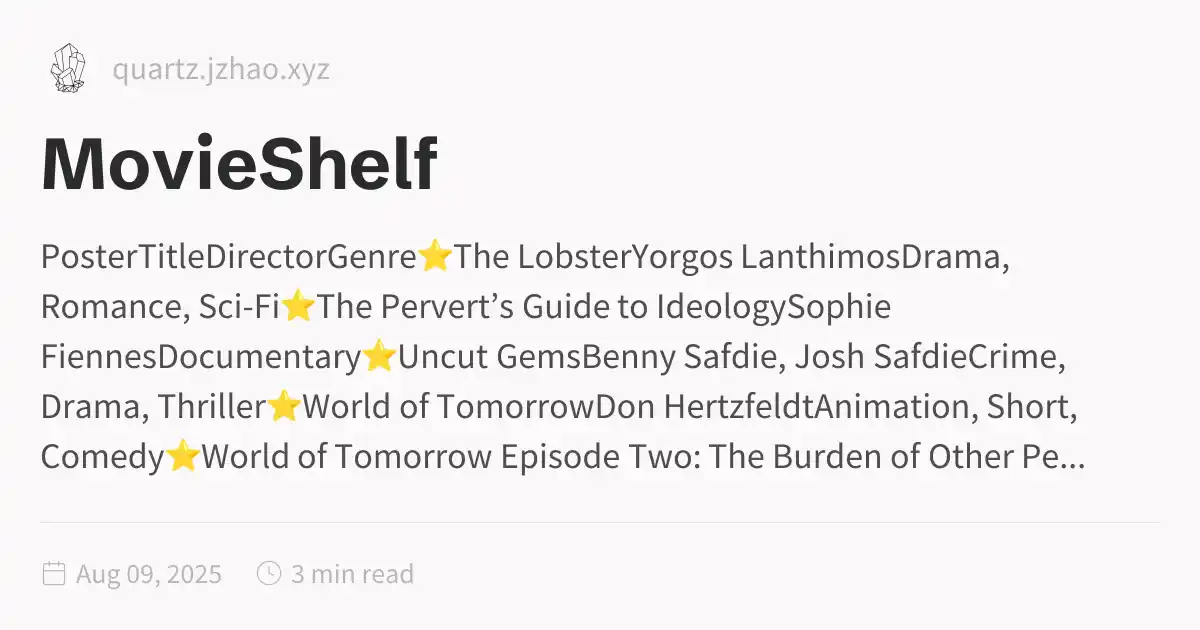 quartz.jzhao.xyz
MovieShelf
PosterTitleDirectorGenre⭐The LobsterYorgos LanthimosDrama,
Romance, Sci-Fi⭐The Pervert’s Guide to IdeologySophie
FiennesDocumentary⭐Uncut GemsBenny Safdie, Josh SafdieCrime,
Drama, Thriller⭐World of TomorrowDon HertzfeldtAnimation, Short,
Comedy⭐World of Tomorrow Episode Two: The Burden of Other Pe...
Aug 09, 2025 3 min read